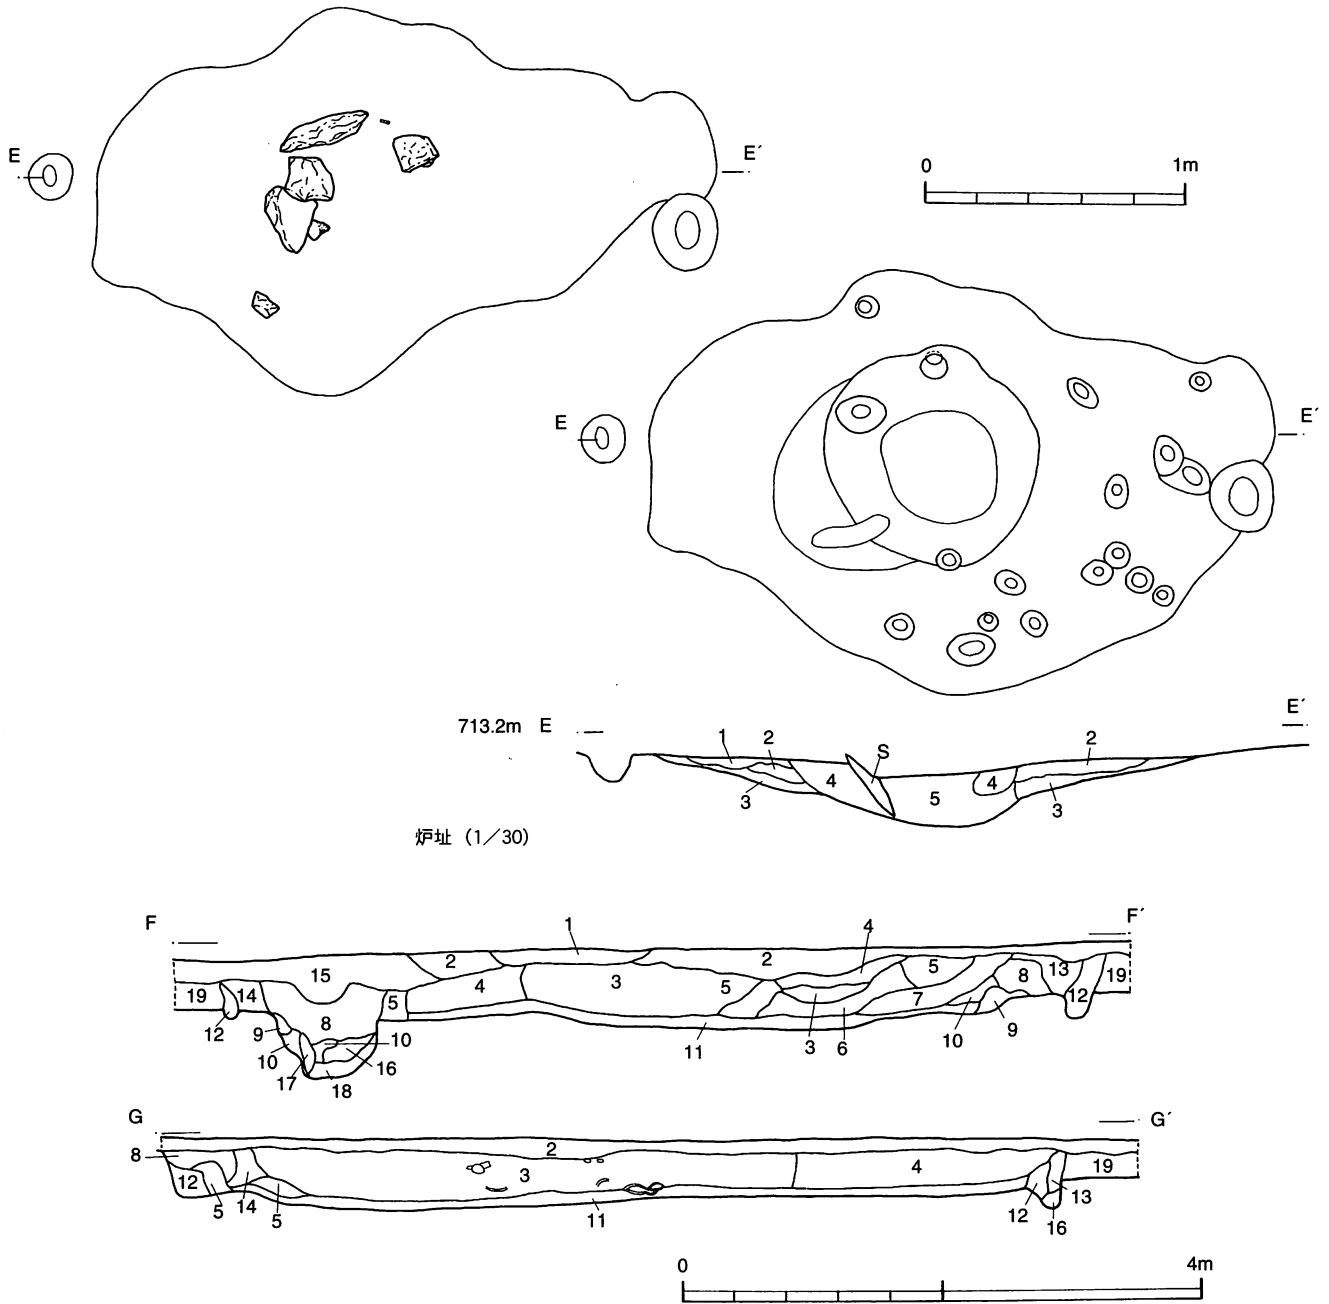 E E´
0 1m
E E´
713.2m E E´
1 2 S 2
3 4 5 4 3
炉址（1／30）
F F´
1 4
15 2 2
3 4 5 5 8 13 19
19 14 5 7 12
12 8
9 10 11 3 6 10 9
10 16
17 18
G G´
8 2
12 3 4 19
5 14 5 11 12 13
16
0 4m